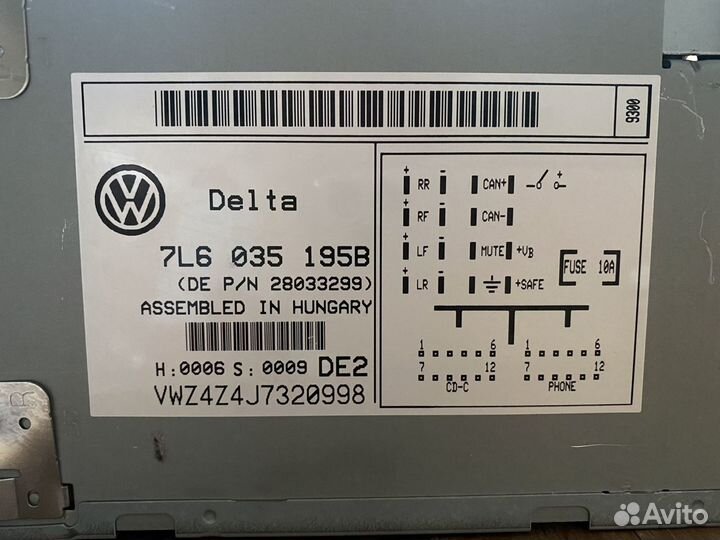 9300
VW
Delta
7L6 035 195B
(DE P/N 28033299)
ASSEMBLED IN HUNGARY
H:0006 S:0009 DE2
VWZ4Z4J7320998
+ RR - CAN+
+ RF - CAN-
+ LF - MUTE +VB
+ LR - +SAFE
FUSE 10A
1 6 1 6
7 12 7 12
CD-C PHONE
R
Avito